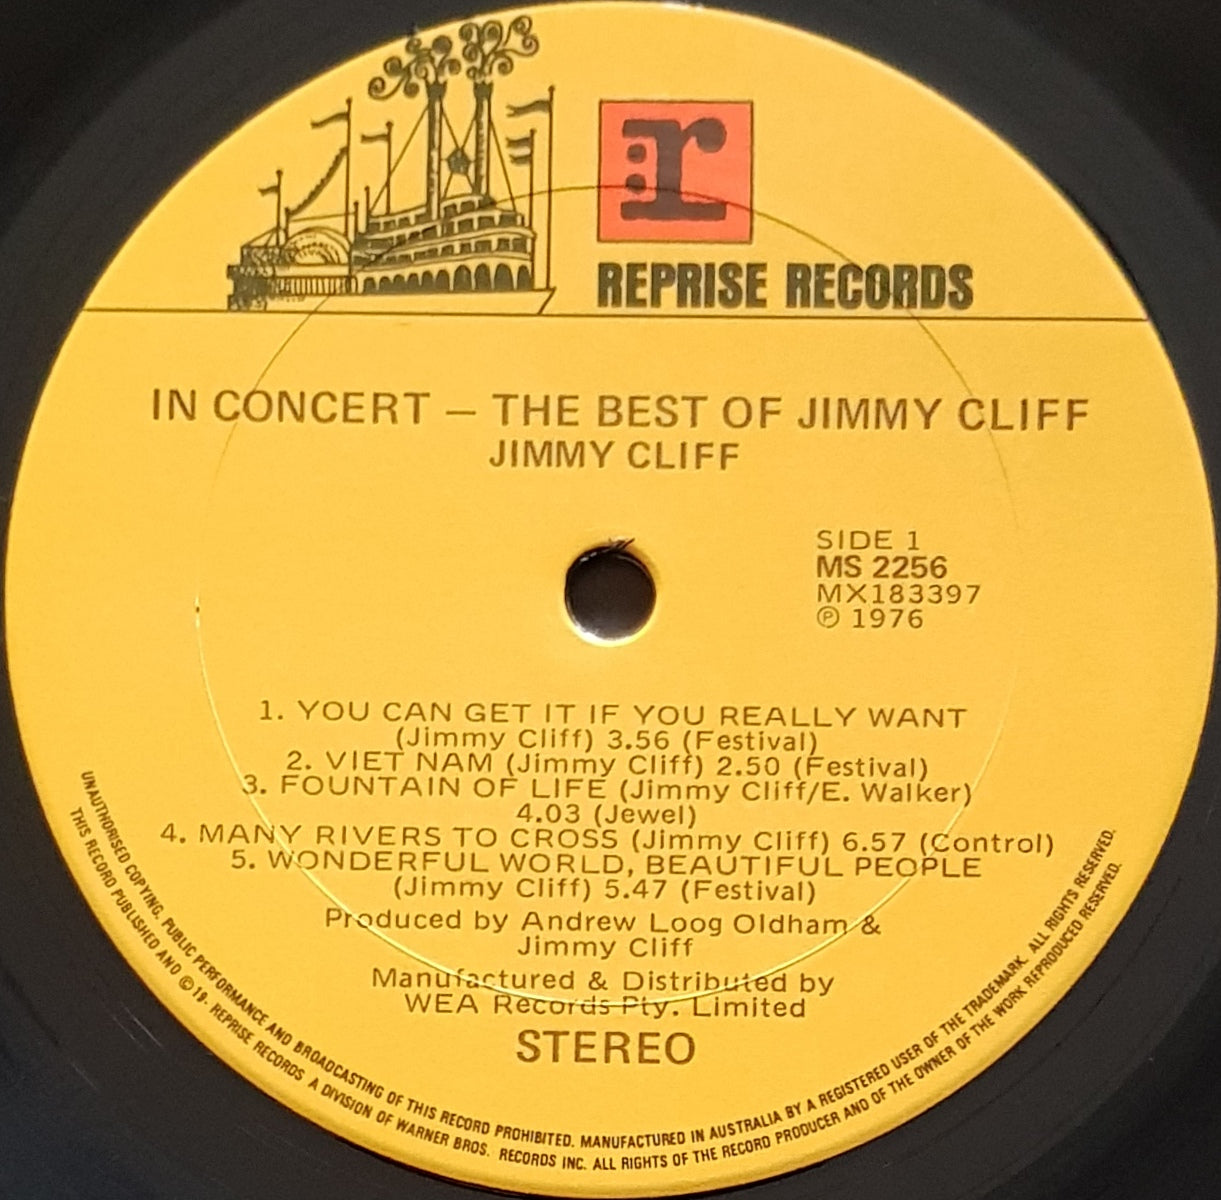 r:
REPRISE RECORDS
IN CONCERT – THE BEST OF JIMMY CLIFF
JIMMY CLIFF
SIDE 1
MS 2256
MX183397
℗ 1976
1. YOU CAN GET IT IF YOU REALLY WANT
(Jimmy Cliff) 3.56 (Festival)
2. VIET NAM (Jimmy Cliff) 2.50 (Festival)
3. FOUNTAIN OF LIFE (Jimmy Cliff/E. Walker)
4.03 (Jewel)
4. MANY RIVERS TO CROSS (Jimmy Cliff) 6.57 (Control)
5. WONDERFUL WORLD, BEAUTIFUL PEOPLE
(Jimmy Cliff) 5.47 (Festival)
Produced by Andrew Loog Oldham &
Jimmy Cliff
Manufactured & Distributed by
WEA Records Pty. Limited
STEREO
UNAUTHORISED COPYING, PUBLIC PERFORMANCE AND BROADCASTING OF THIS RECORD PROHIBITED. MANUFACTURED IN AUSTRALIA BY A REGISTERED USER OF THE TRADEMARK. ALL RIGHTS RESERVED.
THIS RECORD PUBLISHED AND ©19- REPRISE RECORDS A DIVISION OF WARNER BROS. RECORDS INC. ALL RIGHTS OF THE RECORD PRODUCER AND OF THE OWNER OF THE WORK REPRODUCED RESERVED.